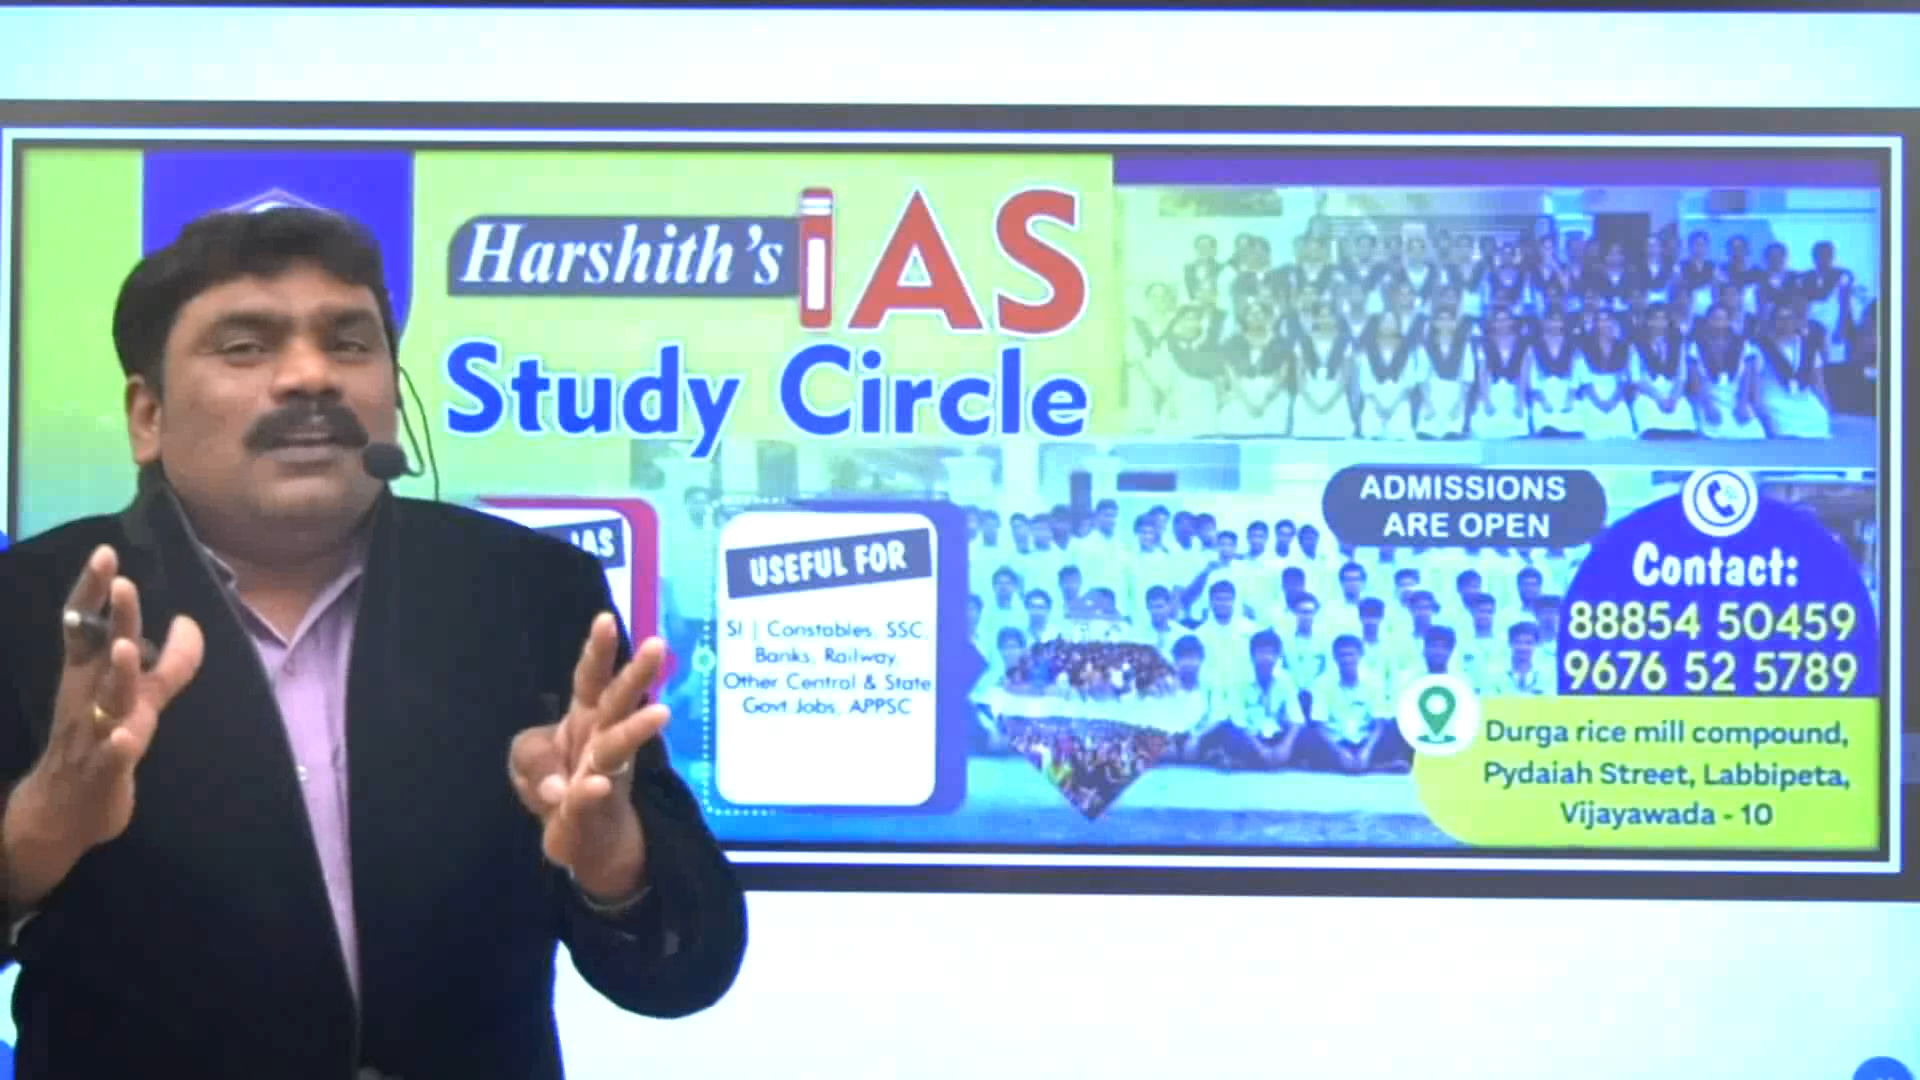 Harshith's iAS
Study Circle
IAS
USEFUL FOR
SI | Constables, SSC,
Banks, Railway,
Other Central & State
Govt Jobs, APPSC
ADMISSIONS
ARE OPEN
Contact:
88854 50459
9676 52 5789
Durga rice mill compound,
Pydaiah Street, Labbipeta,
Vijayawada - 10